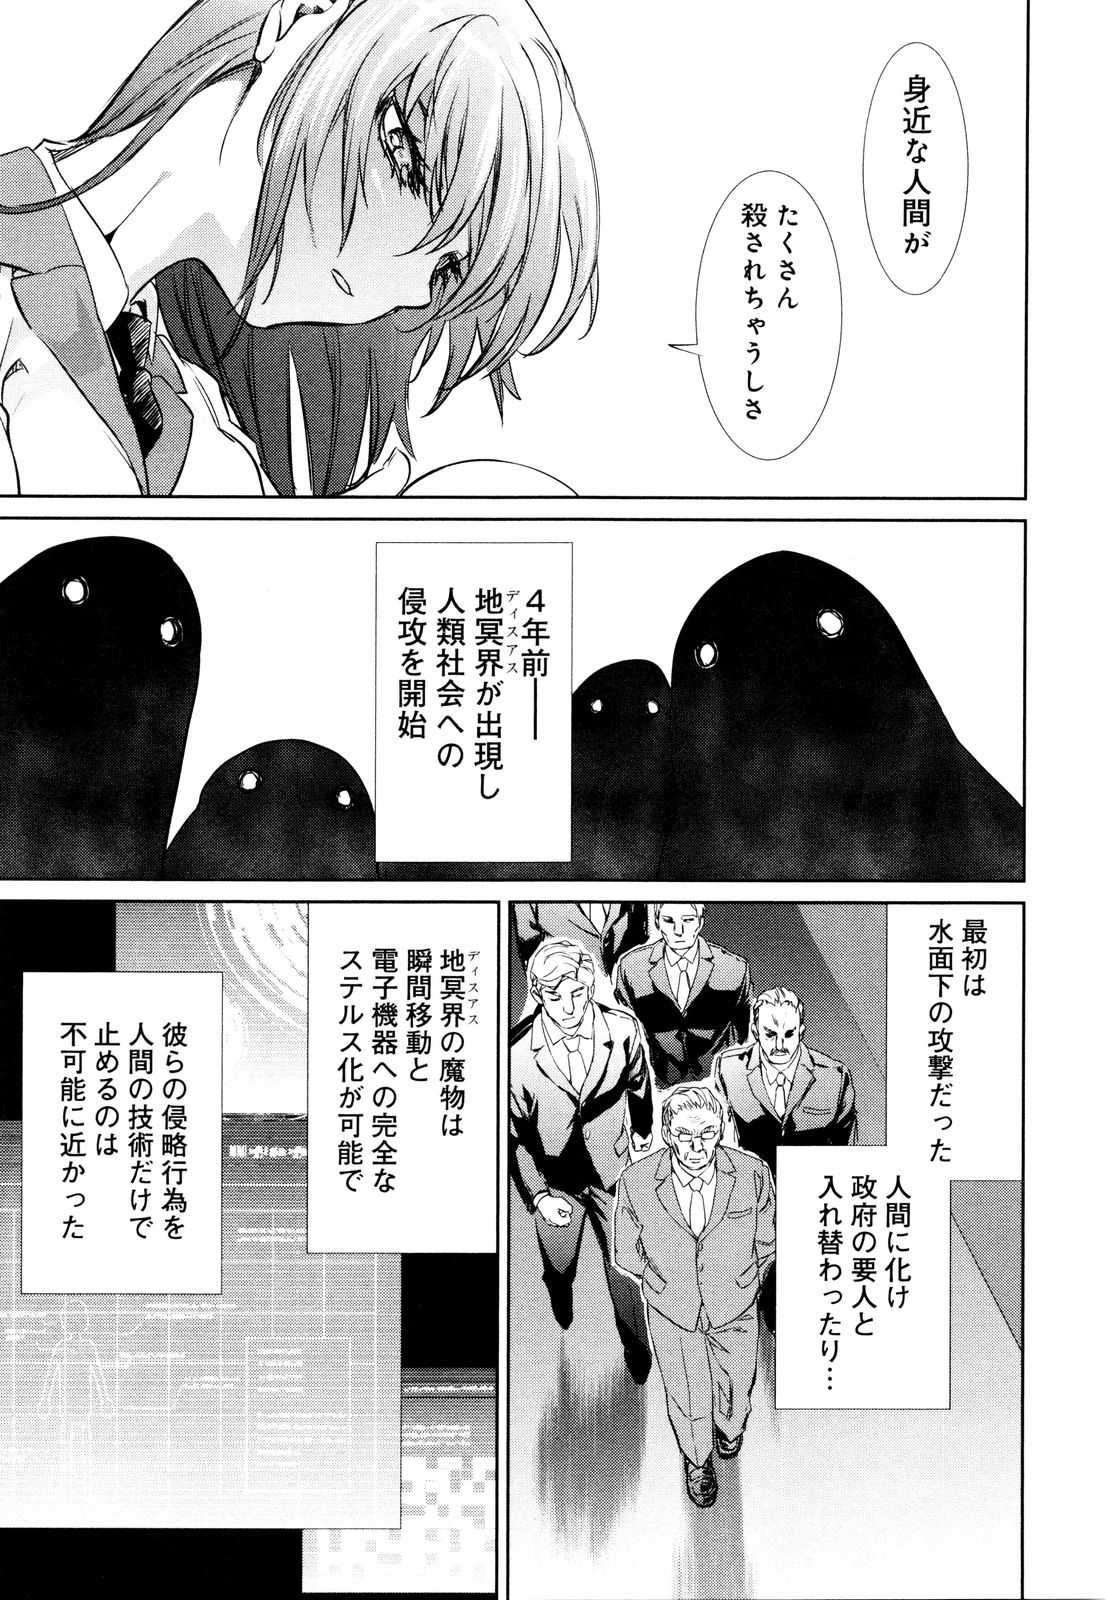 身近な人間が
たくさん
殺されちゃうしさ
4年前――
地冥界が出現し
ディスアス
人類社会への
侵攻を開始
最初は
水面下の攻撃だった
人間に化け
政府の要人と
入れ替わったり…
地冥界の魔物は
ディスアス
瞬間移動と
電子機器への完全な
ステルス化が可能で
彼らの侵略行為を
人間の技術だけで
止めるのは
不可能に近かった